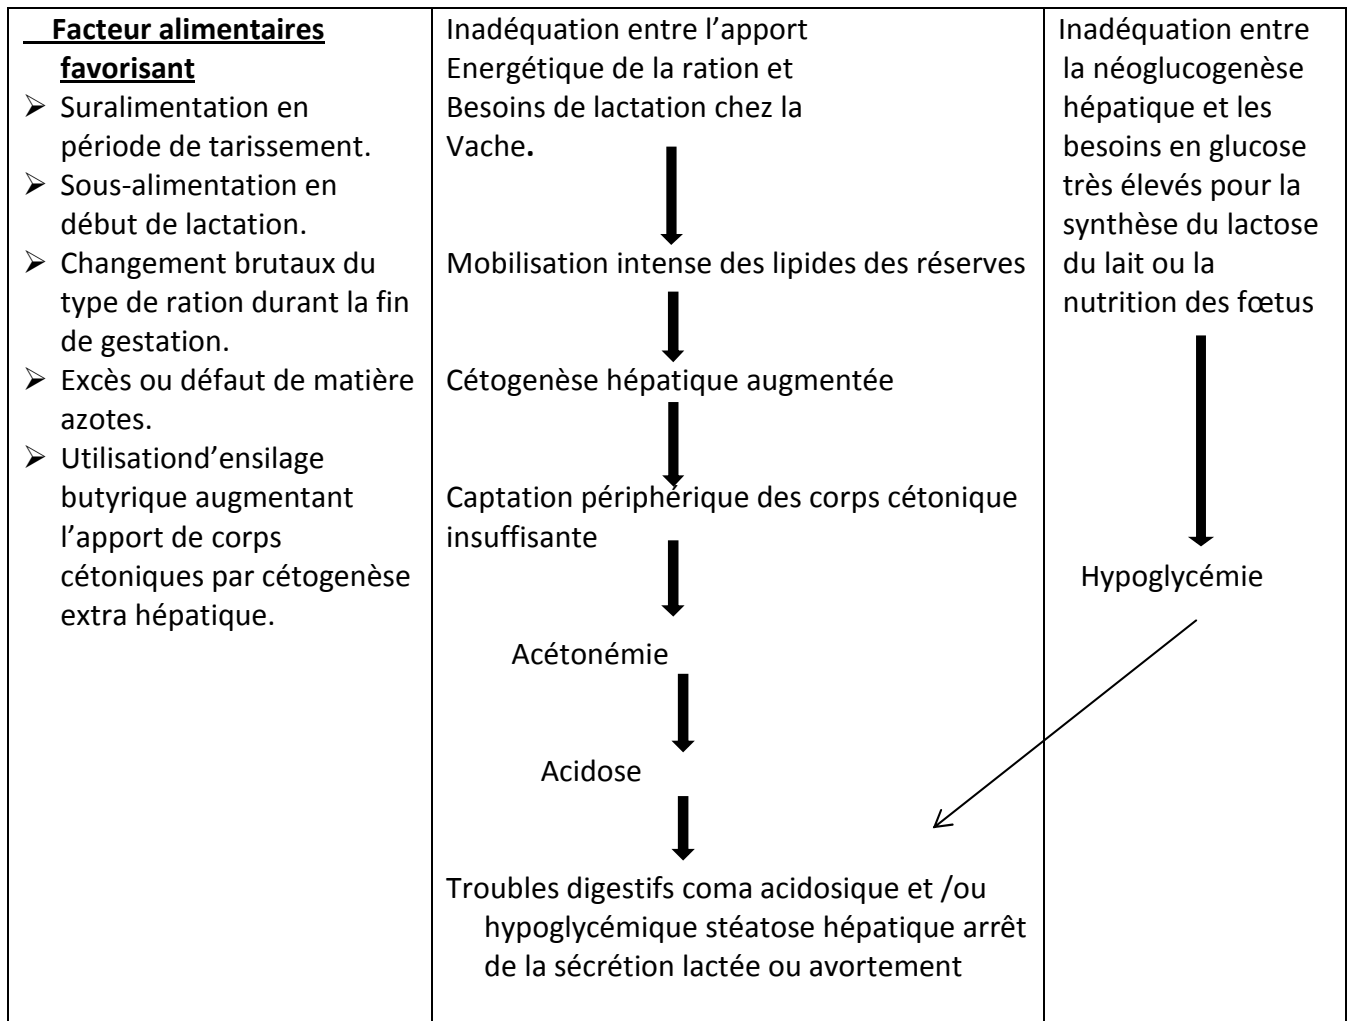 Facteur alimentaires
favorisant
➢ Suralimentation en
période de tarissement.
➢ Sous-alimentation en
début de lactation.
➢ Changement brutaux du
type de ration durant la fin
de gestation.
➢ Excès ou défaut de matière
azotes.
➢ Utilisationd’ensilage
butyrique augmentant
l’apport de corps
cétoniques par cétogenèse
extra hépatique.
Inadéquation entre l’apport
Energétique de la ration et
Besoins de lactation chez la
Vache.
Mobilisation intense des lipides des réserves
Cétogenèse hépatique augmentée
Captation périphérique des corps cétonique
insuffisante
Acétonémie
Acidose
Troubles digestifs coma acidosique et /ou
hypoglycémique stéatose hépatique arrêt
de la sécrétion lactée ou avortement
Inadéquation entre
la néoglucogenèse
hépatique et les
besoins en glucose
très élevés pour la
synthèse du lactose
du lait ou la
nutrition des fœtus
Hypoglycémie